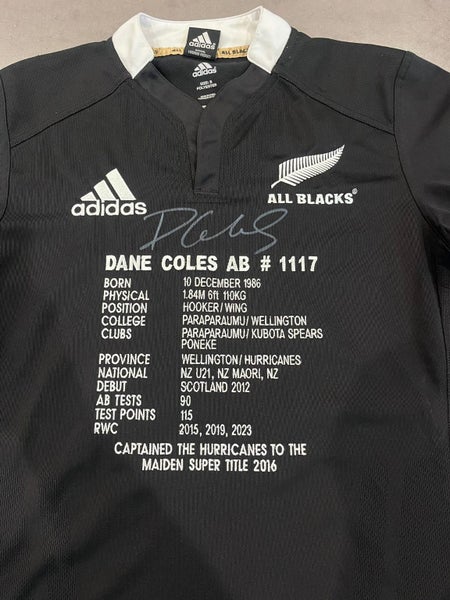 adidas
ALL BLACKS
adidas
SIZE: S
POLYESTER
adidas
ALL BLACKS®
DANE COLES AB # 1117
BORN 10 DECEMBER 1986
PHYSICAL 1.84M 6ft 110KG
POSITION HOOKER/WING
COLLEGE PARAPARAUMU/WELLINGTON
CLUBS PARAPARAUMU/KUBOTA SPEARS
PONEKE
PROVINCE WELLINGTON/HURRICANES
NATIONAL NZ U21, NZ MAORI, NZ
DEBUT SCOTLAND 2012
AB TESTS 90
TEST POINTS 115
RWC 2015, 2019, 2023
CAPTAINED THE HURRICANES TO THE
MAIDEN SUPER TITLE 2016